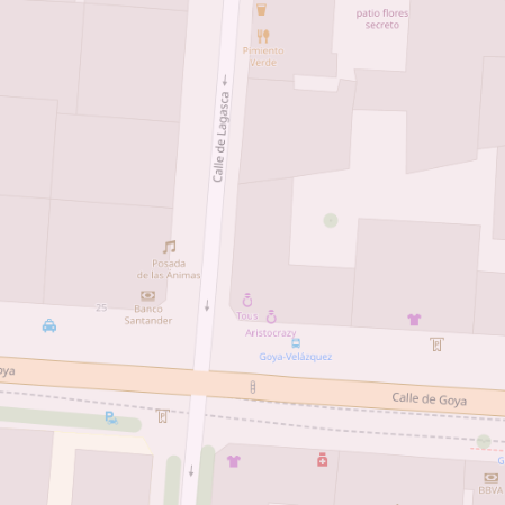 patio flores
secreto
Pimiento
Verde
Calle de Lagasca
Posada
de las Ánimas
25
Banco
Santander
Tous
Aristocrazy
Goya-Velázquez
oya
Calle de Goya
G
BBVA